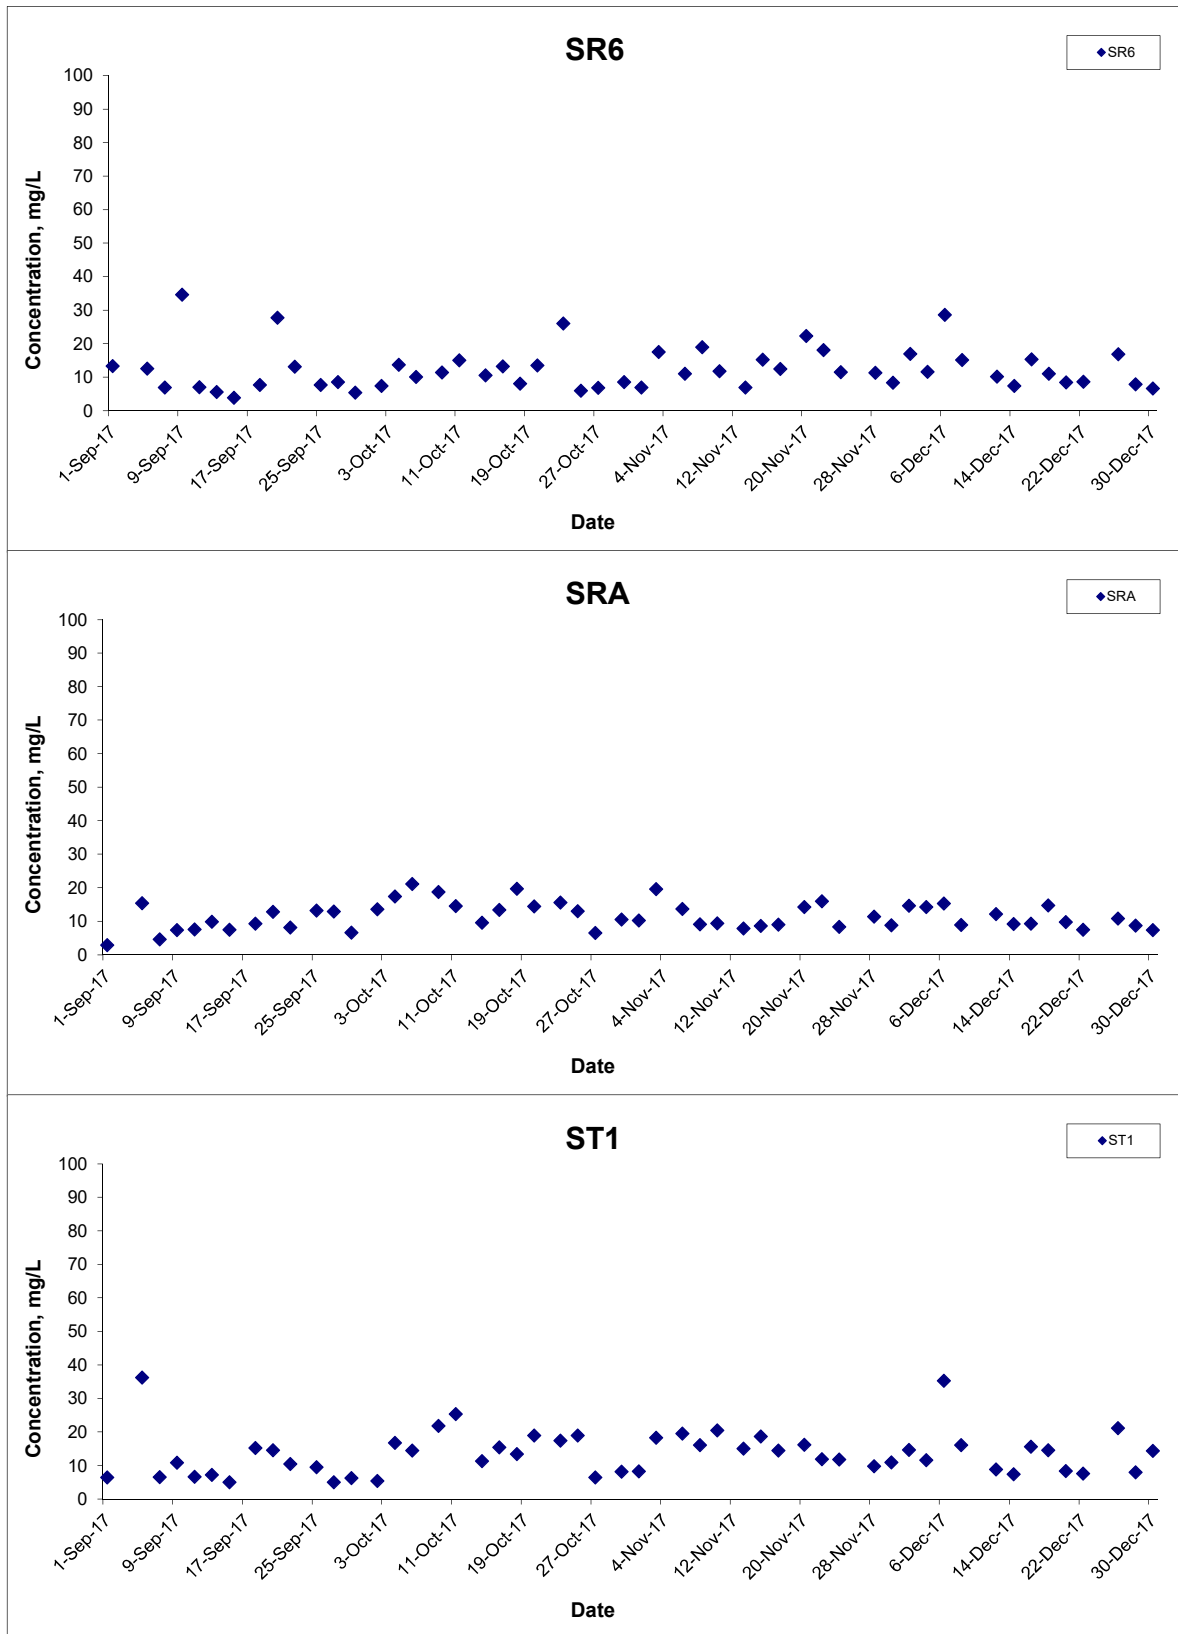 SR6
SR6
Concentration, mg/L
100
90
80
70
60
50
40
30
20
10
0
1-Sep-17
9-Sep-17
17-Sep-17
25-Sep-17
3-Oct-17
11-Oct-17
19-Oct-17
27-Oct-17
4-Nov-17
12-Nov-17
20-Nov-17
28-Nov-17
6-Dec-17
14-Dec-17
22-Dec-17
30-Dec-17
Date
SRA
SRA
Concentration, mg/L
100
90
80
70
60
50
40
30
20
10
0
1-Sep-17
9-Sep-17
17-Sep-17
25-Sep-17
3-Oct-17
11-Oct-17
19-Oct-17
27-Oct-17
4-Nov-17
12-Nov-17
20-Nov-17
28-Nov-17
6-Dec-17
14-Dec-17
22-Dec-17
30-Dec-17
Date
ST1
ST1
Concentration, mg/L
100
90
80
70
60
50
40
30
20
10
0
1-Sep-17
9-Sep-17
17-Sep-17
25-Sep-17
3-Oct-17
11-Oct-17
19-Oct-17
27-Oct-17
4-Nov-17
12-Nov-17
20-Nov-17
28-Nov-17
6-Dec-17
14-Dec-17
22-Dec-17
30-Dec-17
Date